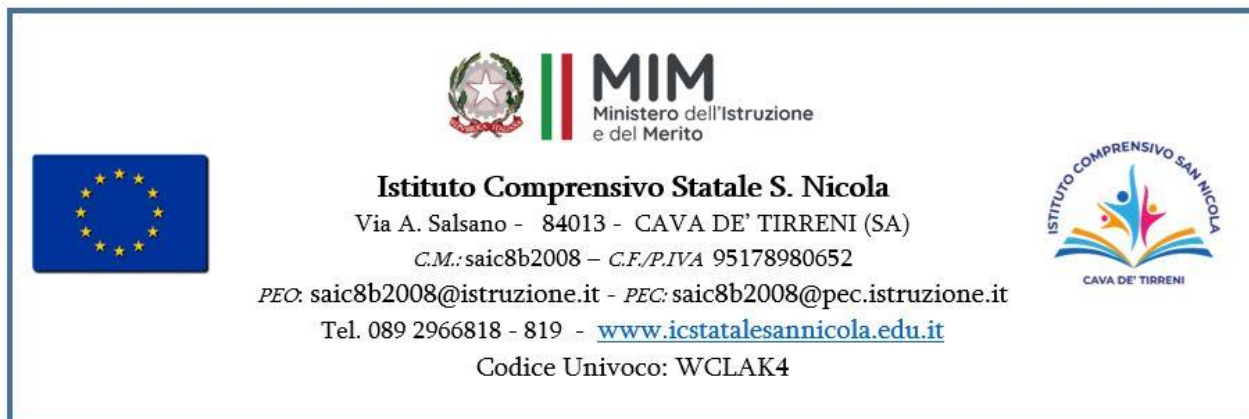 MIM
Ministero dell'Istruzione
e del Merito
REPVBBLICA ITALIANA
Istituto Comprensivo Statale S. Nicola
Via A. Salsano - 84013 - CAVA DE' TIRRENI (SA)
C.M.: saic8b2008 – C.F./P.IVA 95178980652
PEO: saic8b2008@istruzione.it - PEC: saic8b2008@pec.istruzione.it
Tel. 089 2966818 - 819 - www.icstatalesannicola.edu.it
Codice Univoco: WCLAK4
ISTITUTO COMPRENSIVO SAN NICOLA
CAVA DE' TIRRENI